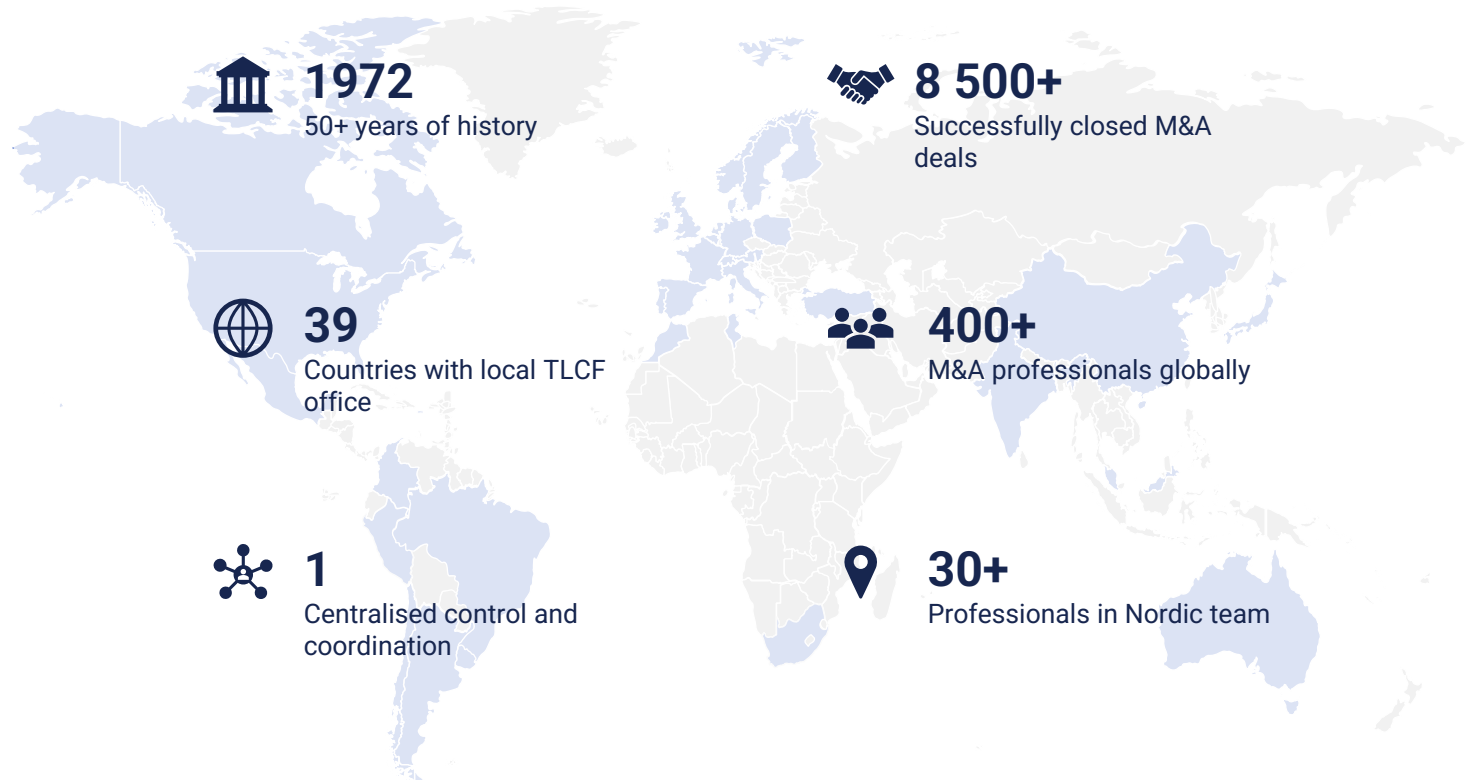 1972
50+ years of history
8 500+
Successfully closed M&A
deals
39
Countries with local TLCF
office
400+
M&A professionals globally
1
Centralised control and
coordination
30+
Professionals in Nordic team